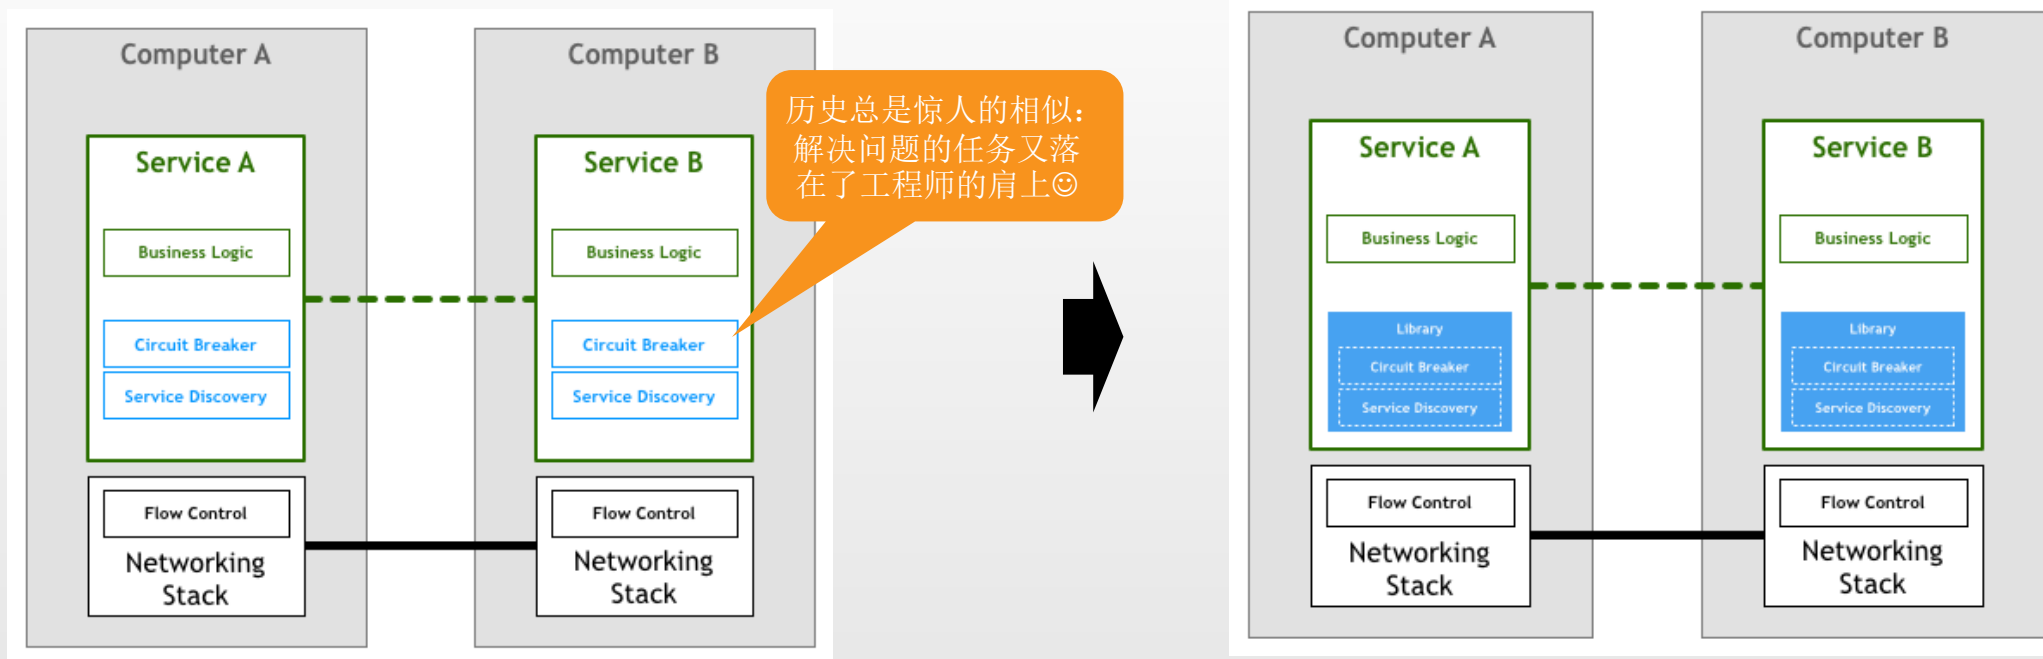 Computer A
Service A
Business Logic
Circuit Breaker
Service Discovery
Flow Control
Networking
Stack
Computer B
Service B
Business Logic
Circuit Breaker
Service Discovery
Flow Control
Networking
Stack
历史总是惊人的相似：
解决问题的任务又落
在了工程师的肩上☺
Computer A
Service A
Business Logic
Library
Circuit Breaker
Service Discovery
Flow Control
Networking
Stack
Computer B
Service B
Business Logic
Library
Circuit Breaker
Service Discovery
Flow Control
Networking
Stack